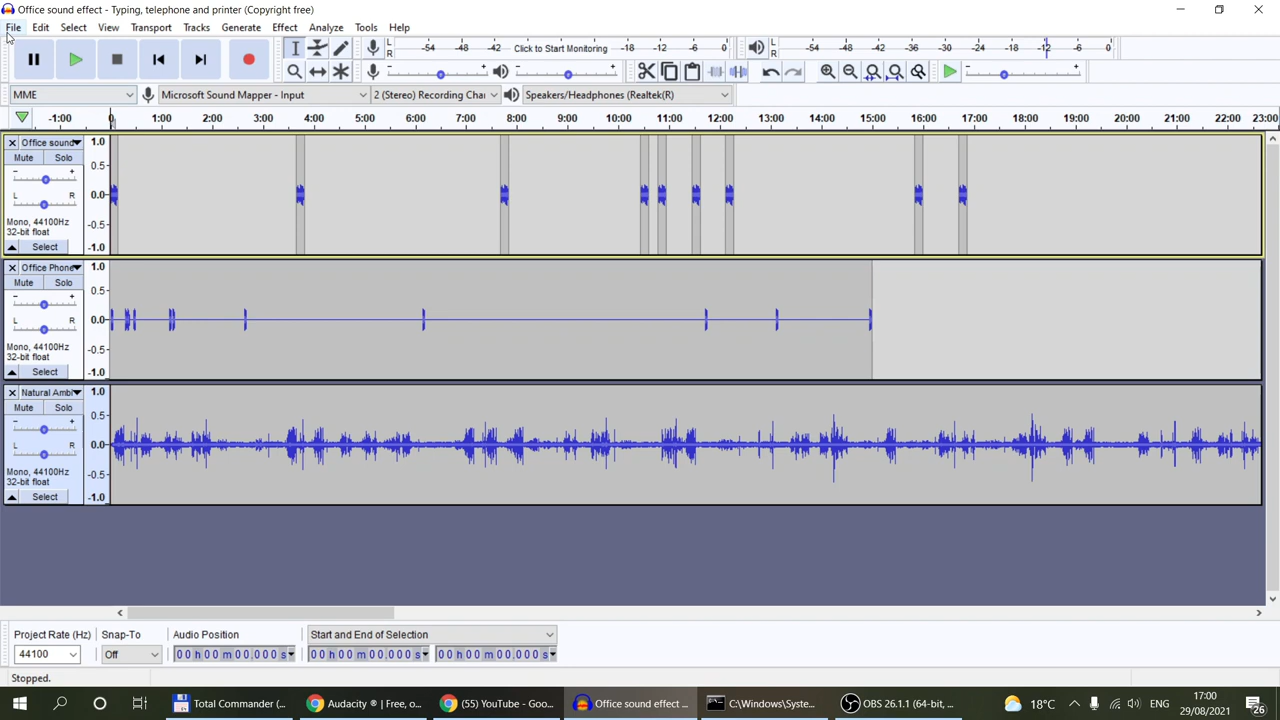 Office sound effect - Typing, telephone and printer (Copyright free)
File Edit Select View Transport Tracks Generate Effect Analyze Tools Help
L R -54 -48 -42 Click to Start Monitoring -18 -12 -6 0 L R -54 -48 -42 -36 -30 -24 -18 -12 -6 0
- + - + - +
MME Microsoft Sound Mapper - Input 2 (Stereo) Recording Chan Speakers/Headphones (Realtek(R)
-1:00 0 1:00 2:00 3:00 4:00 5:00 6:00 7:00 8:00 9:00 10:00 11:00 12:00 13:00 14:00 15:00 16:00 17:00 18:00 19:00 20:00 21:00 22:00 23:00
Office sound 1.0
Mute Solo
- + 0.5
L R 0.0
Mono, 44100Hz -0.5
32-bit float
Select -1.0
Office Phone 1.0
Mute Solo
- + 0.5
L R 0.0
Mono, 44100Hz -0.5
32-bit float
Select -1.0
Natural Ambi 1.0
Mute Solo
- + 0.5
L R 0.0
Mono, 44100Hz -0.5
32-bit float
Select -1.0
Project Rate (Hz) Snap-To Audio Position Start and End of Selection
44100 Off 00 h 00 m 00,000 s 00 h 00 m 00,000 s 00 h 00 m 00,000 s
Stopped.
Total Commander (... Audacity ® | Free, o... (55) YouTube - Goo... Office sound effect ... C:\Windows\Syste... OBS 26.1.1 (64-bit, ... 18°C ENG 17:00
29/08/2021 26